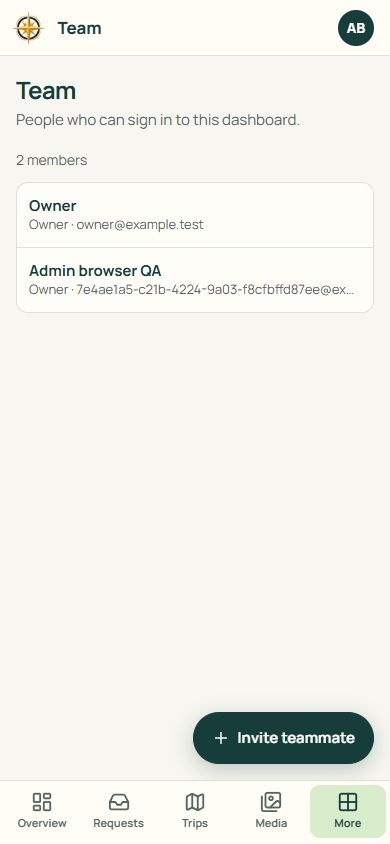 Team
AB
Team
People who can sign in to this dashboard.
2 members
Owner
Owner · owner@example.test
Admin browser QA
Owner · 7e4ae1a5-c21b-4224-9a03-f8cfbffd87ee@ex...
+ Invite teammate
Overview
Requests
Trips
Media
More